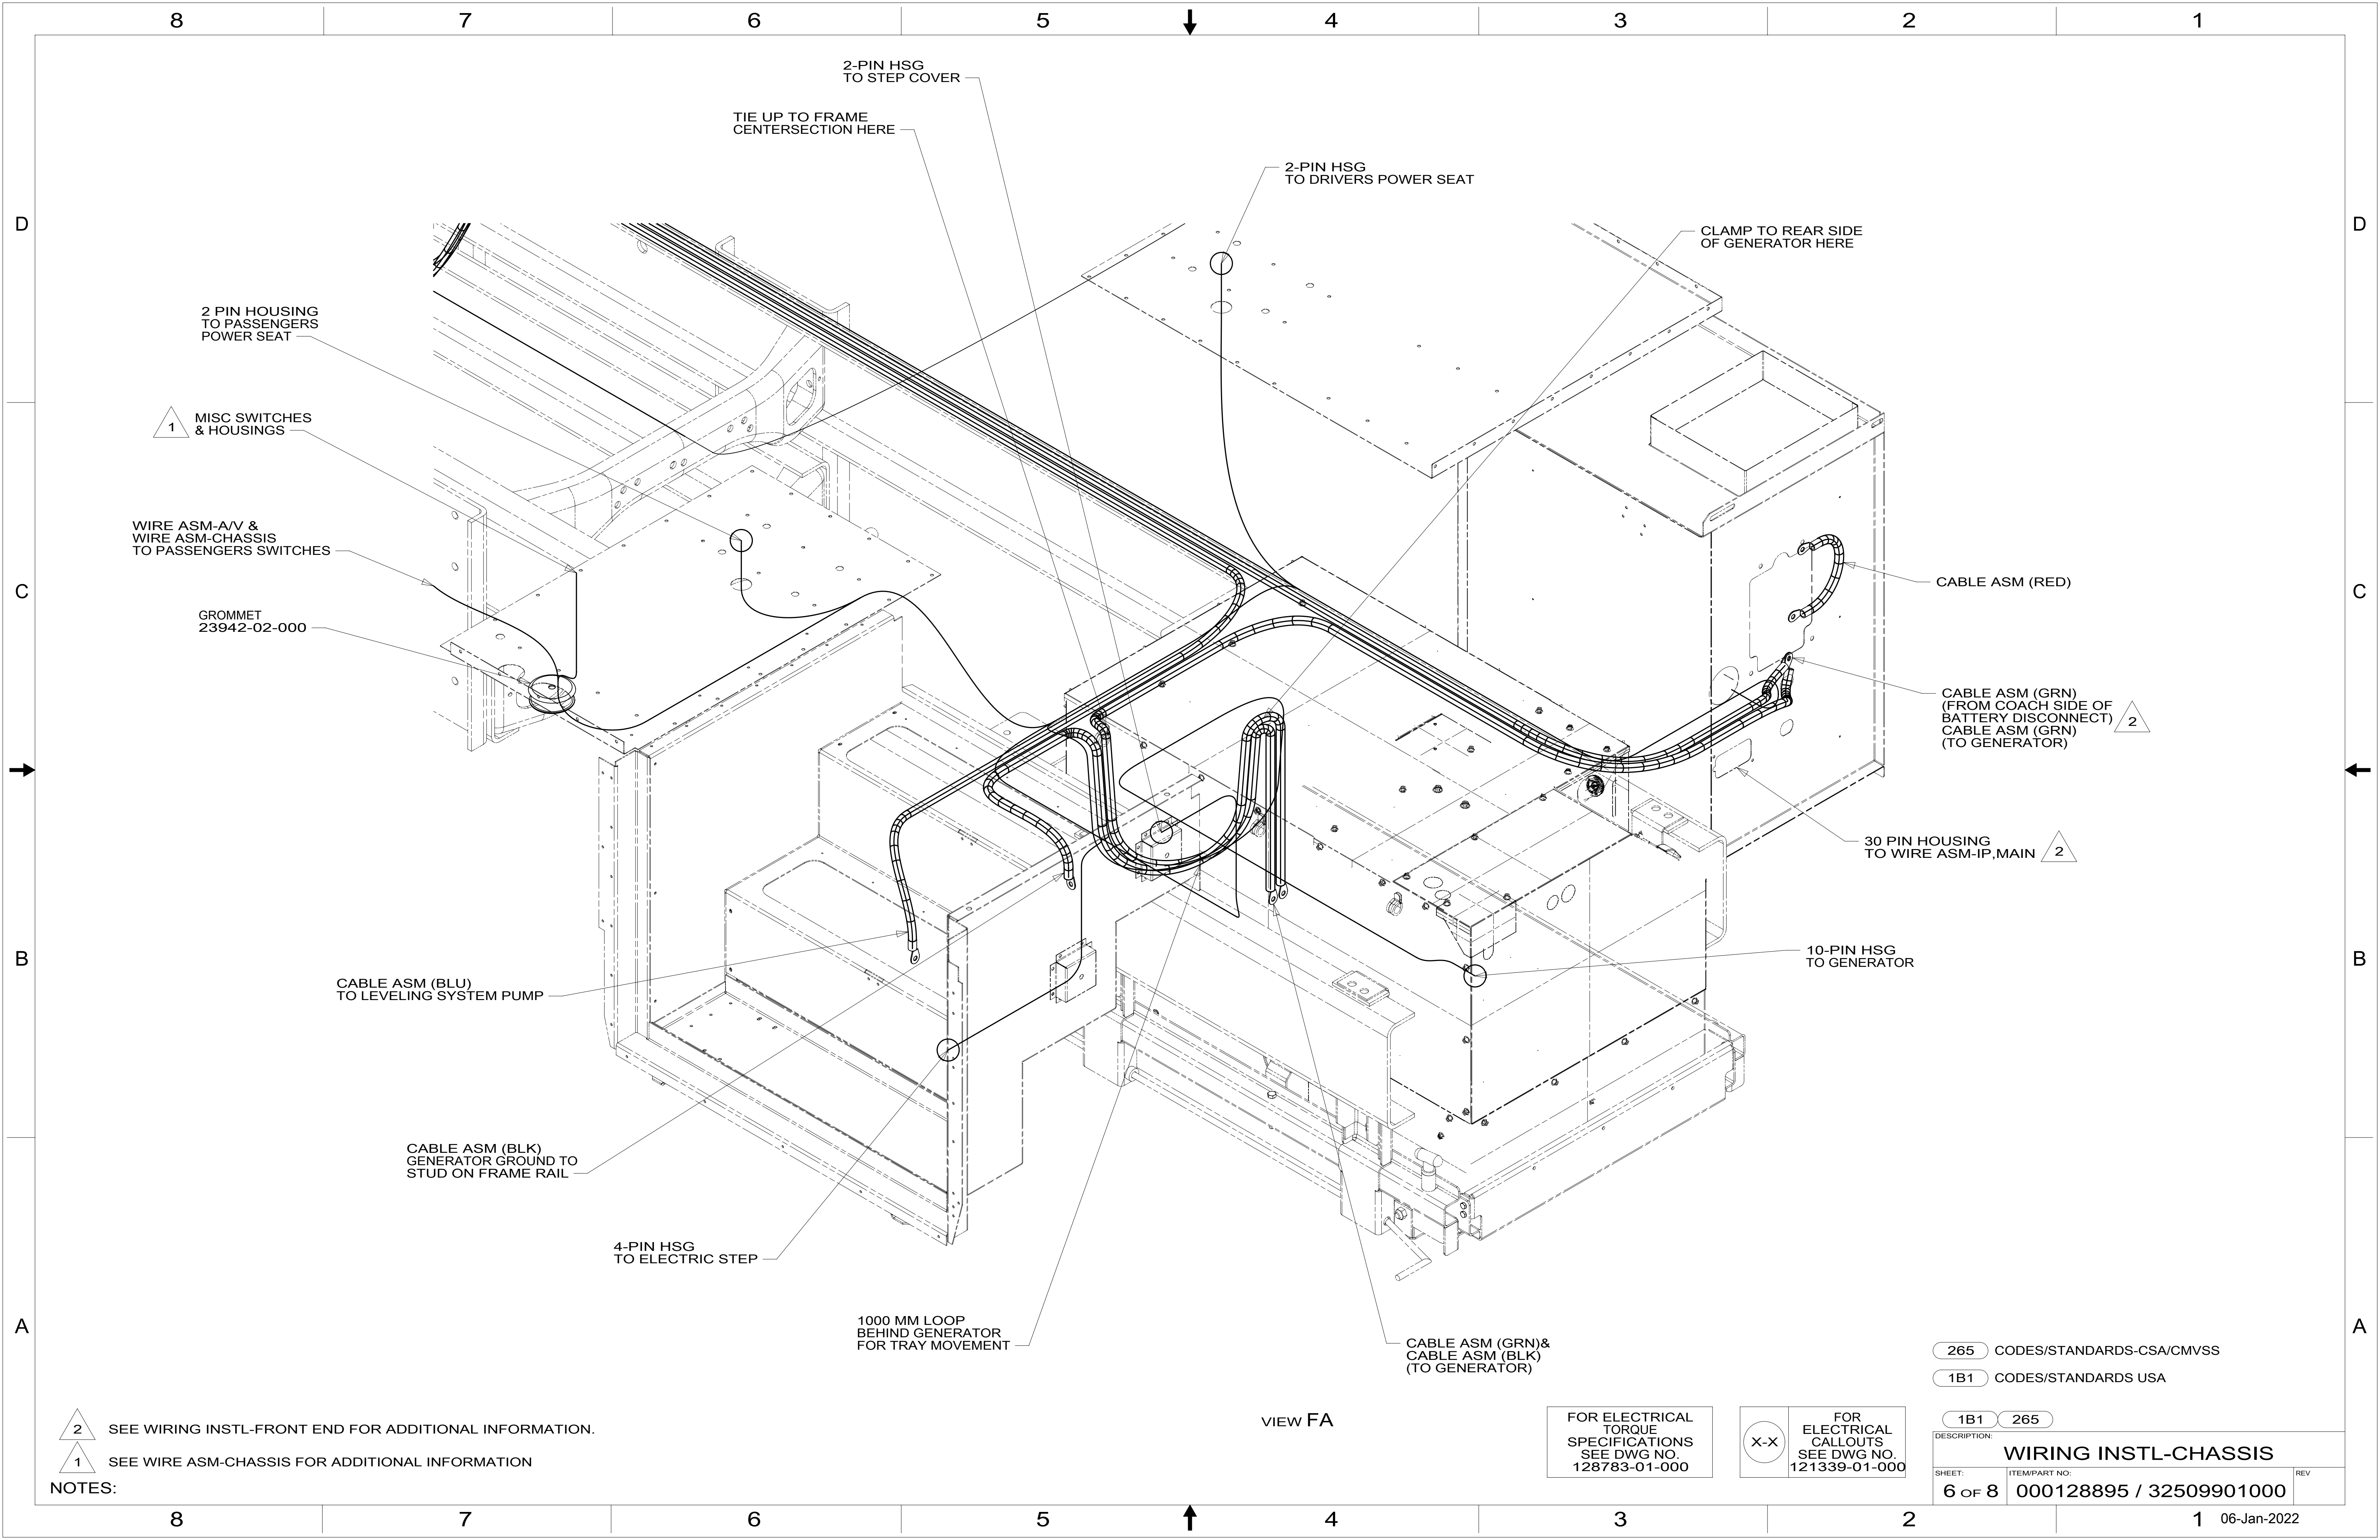 8 7 6 5 4 3 2 1
2-PIN HSG
TO STEP COVER
TIE UP TO FRAME
CENTERSECTION HERE
2-PIN HSG
TO DRIVERS POWER SEAT
D
D
CLAMP TO REAR SIDE
OF GENERATOR HERE
2 PIN HOUSING
TO PASSENGERS
POWER SEAT
1
MISC SWITCHES
& HOUSINGS
WIRE ASM-A/V &
WIRE ASM-CHASSIS
TO PASSENGERS SWITCHES
C
C
CABLE ASM (RED)
GROMMET
23942-02-000
CABLE ASM (GRN)
(FROM COACH SIDE OF
BATTERY DISCONNECT)
CABLE ASM (GRN)
(TO GENERATOR)
2
30 PIN HOUSING
TO WIRE ASM-IP,MAIN
2
B
B
10-PIN HSG
TO GENERATOR
CABLE ASM (BLU)
TO LEVELING SYSTEM PUMP
CABLE ASM (BLK)
GENERATOR GROUND TO
STUD ON FRAME RAIL
4-PIN HSG
TO ELECTRIC STEP
A
A
1000 MM LOOP
BEHIND GENERATOR
FOR TRAY MOVEMENT
CABLE ASM (GRN)&
CABLE ASM (BLK)
(TO GENERATOR)
265 CODES/STANDARDS-CSA/CMVSS
1B1 CODES/STANDARDS USA
1B1 265
2 SEE WIRING INSTL-FRONT END FOR ADDITIONAL INFORMATION.
1 SEE WIRE ASM-CHASSIS FOR ADDITIONAL INFORMATION
NOTES:
VIEW FA
FOR ELECTRICAL
TORQUE
SPECIFICATIONS
SEE DWG NO.
128783-01-000
X-X
FOR
ELECTRICAL
CALLOUTS
SEE DWG NO.
121339-01-000
DESCRIPTION:
WIRING INSTL-CHASSIS
SHEET:
6 OF 8
ITEM/PART NO:
000128895 / 32509901000
REV
8 7 6 5 4 3 2 1
06-Jan-2022